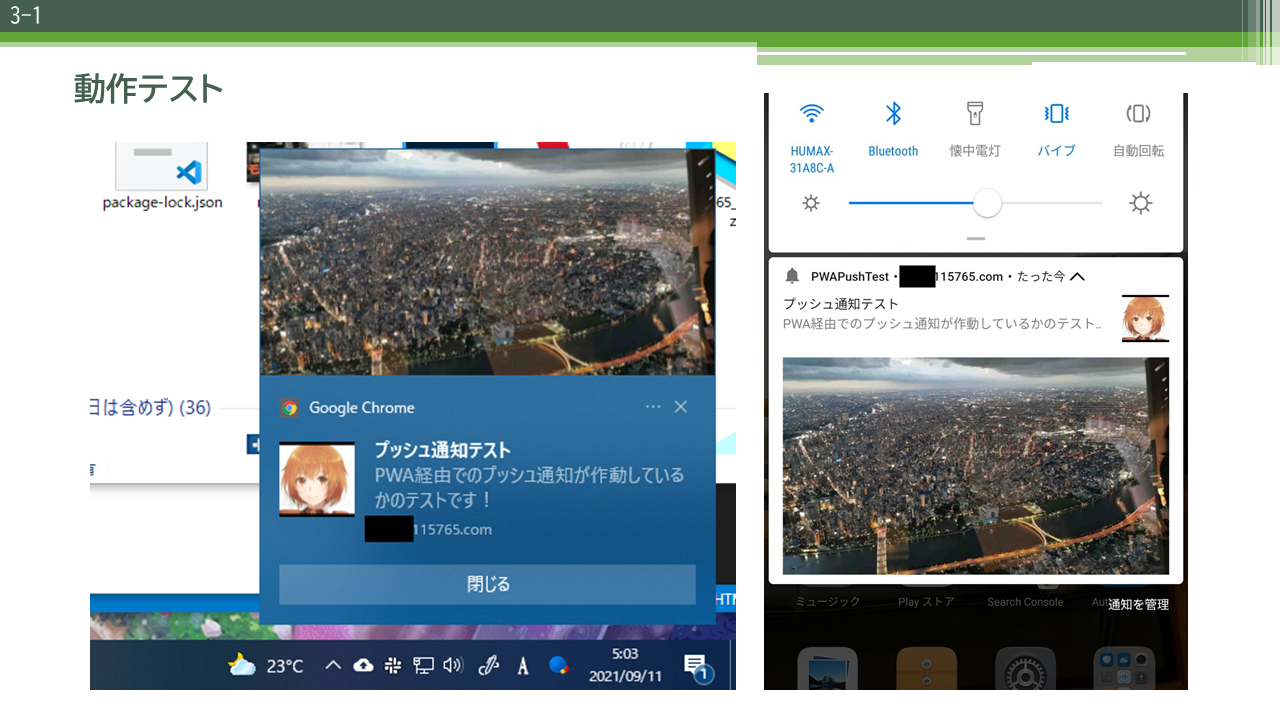 3-1
動作テスト
package-lock.json
日は含めず) (36)
Google Chrome
プッシュ通知テスト
PWA経由でのプッシュ通知が作動している
かのテストです！
115765.com
閉じる
23°C
A
5:03
2021/09/11
1
HUMAX-
31A8C-A
Bluetooth
懐中電灯
バイブ
自動回転
PWAPushTest・
115765.com・たった今
プッシュ通知テスト
PWA経由でのプッシュ通知が作動しているかのテスト..
ミュージック
Play ストア
Search Console
通知を管理